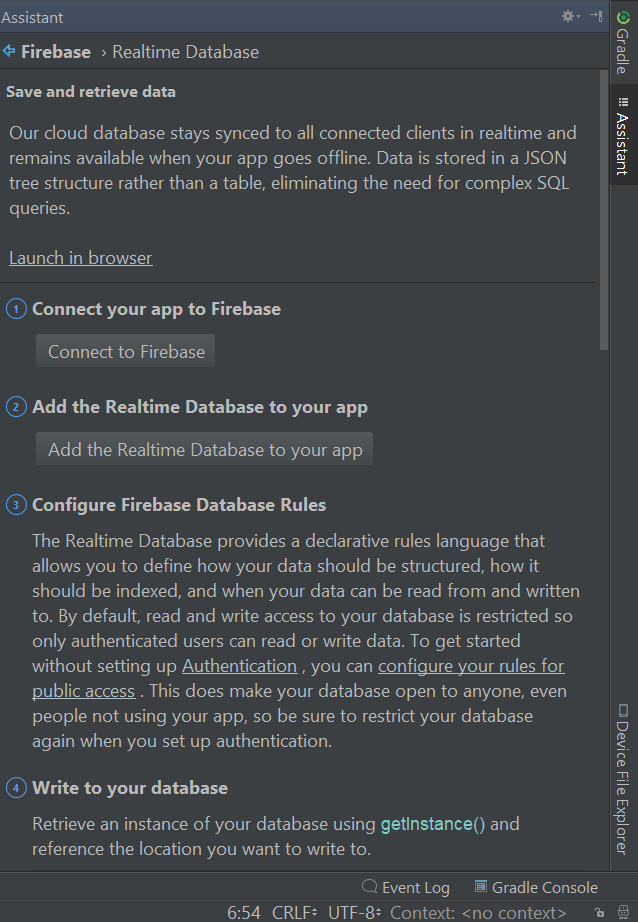 Assistant
Firebase › Realtime Database
Save and retrieve data
Our cloud database stays synced to all connected clients in realtime and
remains available when your app goes offline. Data is stored in a JSON
tree structure rather than a table, eliminating the need for complex SQL
queries.
Launch in browser
1 Connect your app to Firebase
Connect to Firebase
2 Add the Realtime Database to your app
Add the Realtime Database to your app
3 Configure Firebase Database Rules
The Realtime Database provides a declarative rules language that
allows you to define how your data should be structured, how it
should be indexed, and when your data can be read from and written
to. By default, read and write access to your database is restricted so
only authenticated users can read or write data. To get started
without setting up Authentication , you can configure your rules for
public access . This does make your database open to anyone, even
people not using your app, so be sure to restrict your database
again when you set up authentication.
4 Write to your database
Retrieve an instance of your database using getInstance() and
reference the location you want to write to.
Gradle
Assistant
Device File Explorer
Event Log Gradle Console
6:54 CRLF UTF-8 Context: <no context>